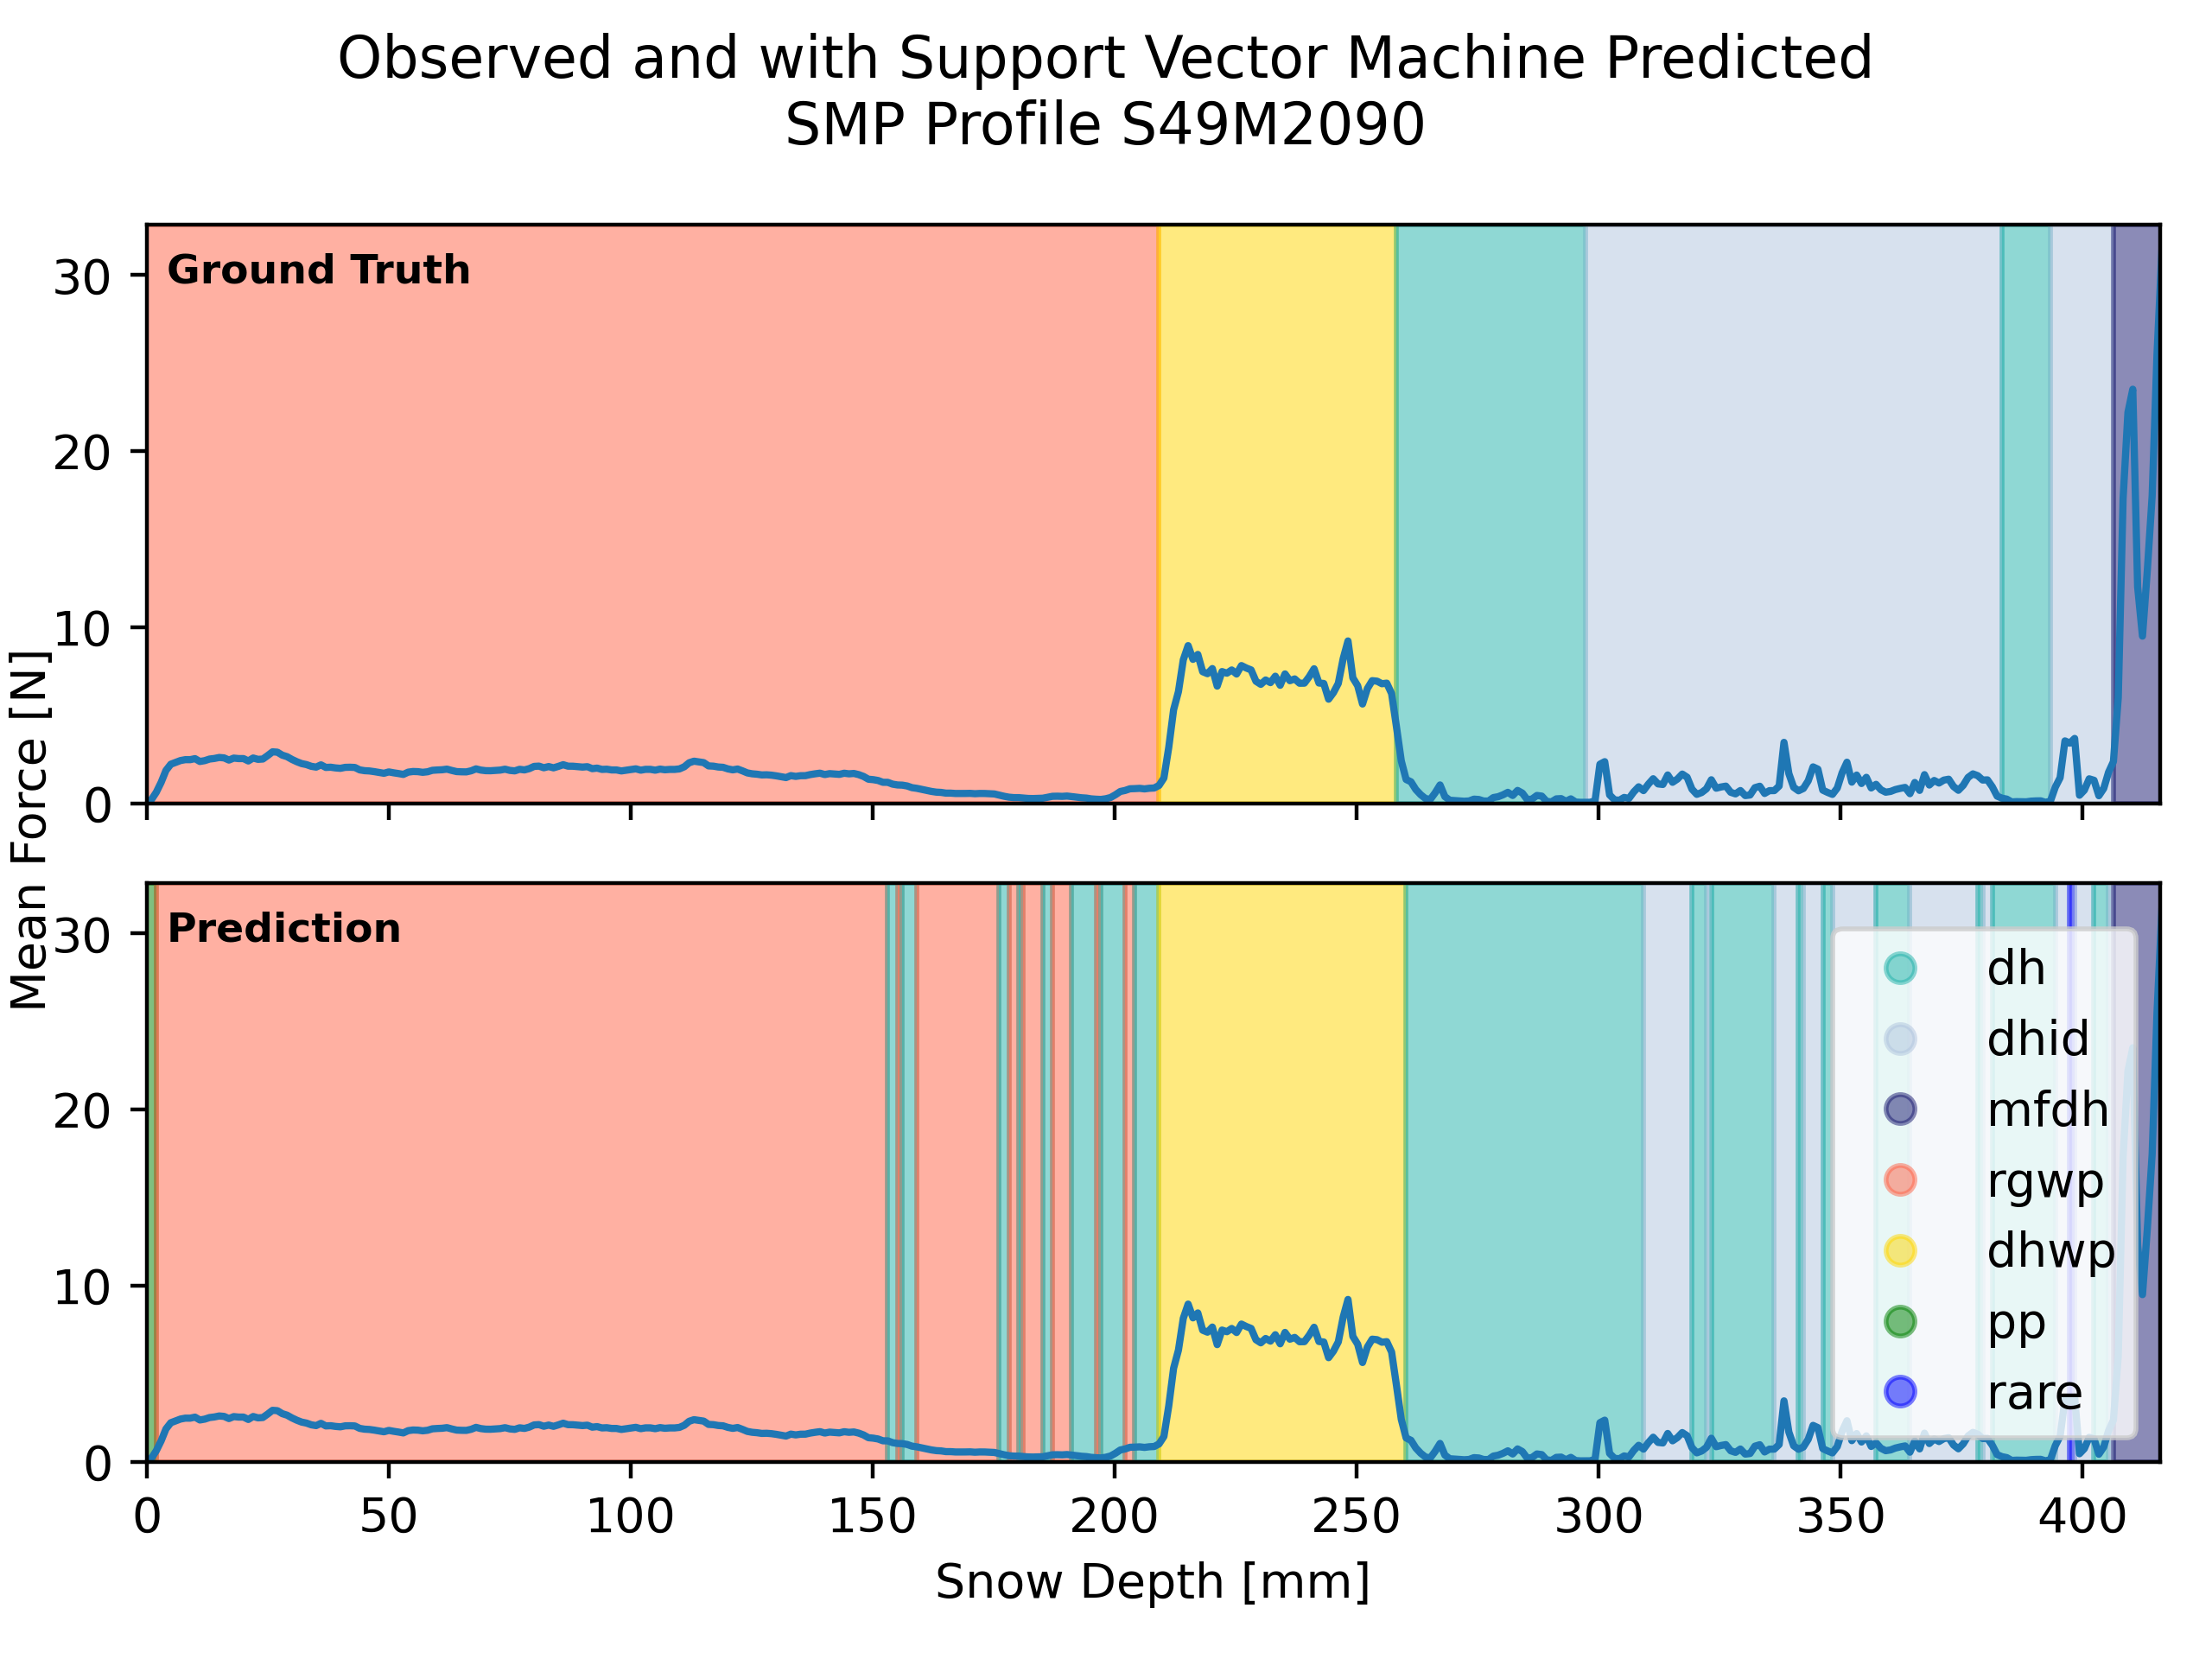 Observed and with Support Vector Machine Predicted
SMP Profile S49M2090
Mean Force [N]
30
20
10
0
Ground Truth
30
20
10
0
Prediction
dh
dhid
mfdh
rgwp
dhwp
pp
rare
0 50 100 150 200 250 300 350 400
Snow Depth [mm]